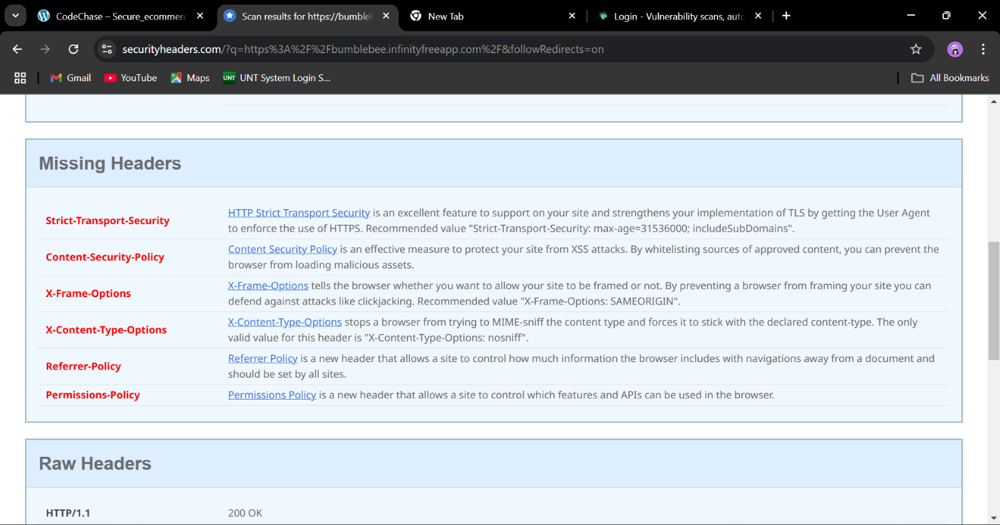 CodeChase – Secure_ecommerc
Scan results for https://bumbleb
New Tab
Login - Vulnerability scans, auto
securityheaders.com/?q=https%3A%2F%2Fbumblebee.infinityfreeapp.com%2F&followRedirects=on
Gmail
YouTube
Maps
UNT
UNT System Login S...
All Bookmarks
Missing Headers
Strict-Transport-Security
HTTP Strict Transport Security is an excellent feature to support on your site and strengthens your implementation of TLS by getting the User Agent
to enforce the use of HTTPS. Recommended value "Strict-Transport-Security: max-age=31536000; includeSubDomains".
Content-Security-Policy
Content Security Policy is an effective measure to protect your site from XSS attacks. By whitelisting sources of approved content, you can prevent the
browser from loading malicious assets.
X-Frame-Options
X-Frame-Options tells the browser whether you want to allow your site to be framed or not. By preventing a browser from framing your site you can
defend against attacks like clickjacking. Recommended value "X-Frame-Options: SAMEORIGIN".
X-Content-Type-Options
X-Content-Type-Options stops a browser from trying to MIME-sniff the content type and forces it to stick with the declared content-type. The only
valid value for this header is "X-Content-Type-Options: nosniff".
Referrer-Policy
Referrer Policy is a new header that allows a site to control how much information the browser includes with navigations away from a document and
should be set by all sites.
Permissions-Policy
Permissions Policy is a new header that allows a site to control which features and APIs can be used in the browser.
Raw Headers
HTTP/1.1
200 OK